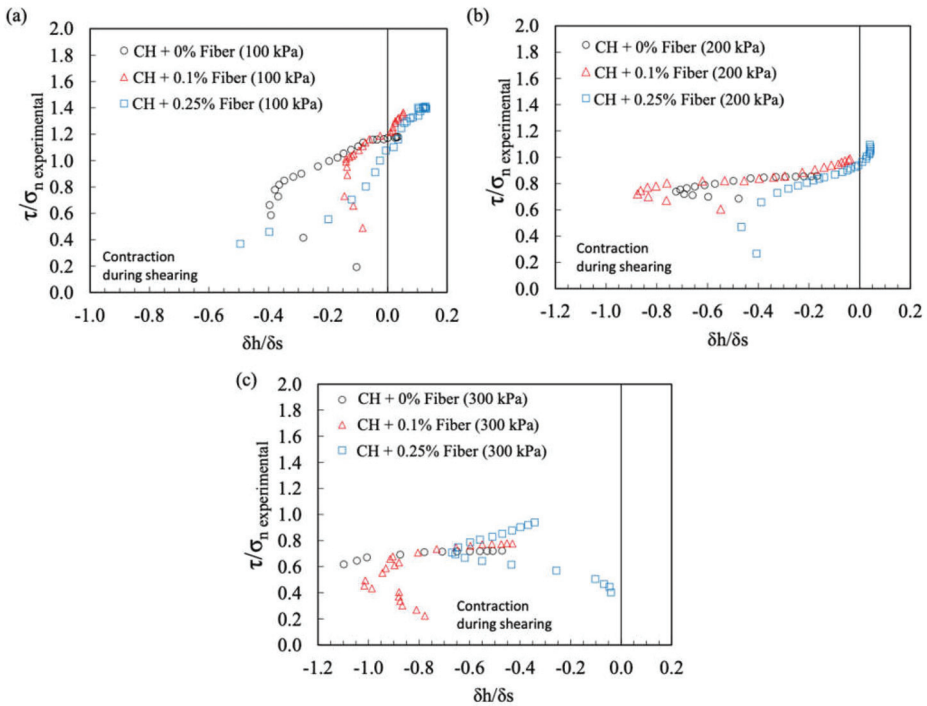 (a)
2.0
1.8
1.6
1.4
1.2
1.0
0.8
0.6
0.4
0.2
0.0
τ/σn experimental
CH + 0% Fiber (100 kPa)
CH + 0.1% Fiber (100 kPa)
CH + 0.25% Fiber (100 kPa)
Contraction
during shearing
-1.0 -0.8 -0.6 -0.4 -0.2 0.0 0.2
δh/δs
(b)
2.0
1.8
1.6
1.4
1.2
1.0
0.8
0.6
0.4
0.2
0.0
τ/σn experimental
CH + 0% Fiber (200 kPa)
CH + 0.1% Fiber (200 kPa)
CH + 0.25% Fiber (200 kPa)
Contraction
during shearing
-1.0 -0.8 -0.6 -0.4 -0.2 0.0 0.2
δh/δs
(c)
2.0
1.8
1.6
1.4
1.2
1.0
0.8
0.6
0.4
0.2
0.0
τ/σn experimental
CH + 0% Fiber (300 kPa)
CH + 0.1% Fiber (300 kPa)
CH + 0.25% Fiber (300 kPa)
Contraction
during shearing
-1.2 -1.0 -0.8 -0.6 -0.4 -0.2 0.0 0.2
δh/δs